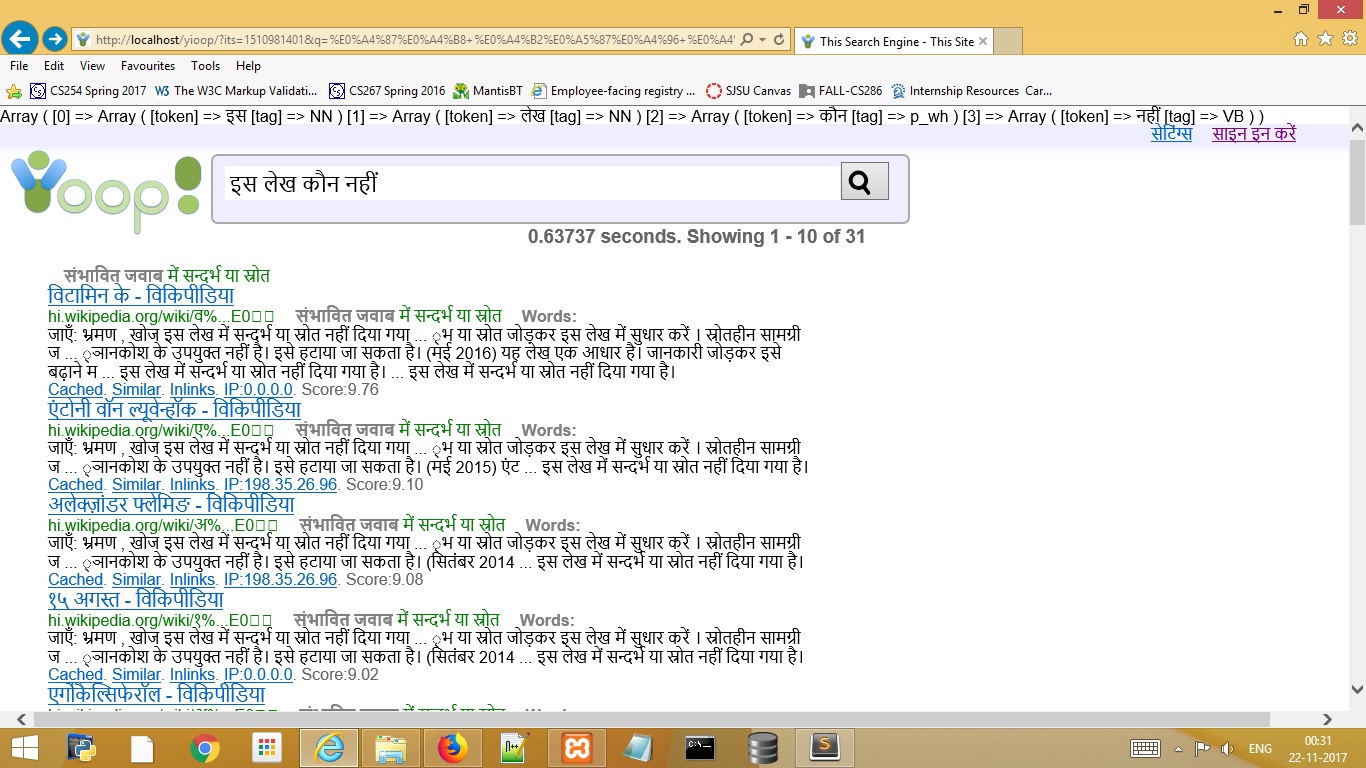 http://localhost/yioop/?its=1510981401&q=%E0%A4%87%E0%A4%B8+%E0%A4%B2%E0%A5%87%E0%A4%96+%E0%A4
This Search Engine - This Site
File Edit View Favourites Tools Help
CS254 Spring 2017 W3 The W3C Markup Validati... CS267 Spring 2016 MantisBT Employee-facing registry ... SJSU Canvas FALL-CS286 Internship Resources Car...
Array ( [0] => Array ( [token] => इस [tag] => NN ) [1] => Array ( [token] => लेख [tag] => NN ) [2] => Array ( [token] => कौन [tag] => p_wh ) [3] => Array ( [token] => नहीं [tag] => VB ) )
सेटिंग्स साइन इन करें
Yioop!
इस लेख कौन नहीं
0.63737 seconds. Showing 1 - 10 of 31
संभावित जवाब में सन्दर्भ या स्रोत
विटामिन के - विकिपीडिया
hi.wikipedia.org/wiki/व%...E0 संभावित जवाब में सन्दर्भ या स्रोत Words:
जाएँ: भ्रमण , खोज इस लेख में सन्दर्भ या स्रोत नहीं दिया गया ... ्भ या स्रोत जोड़कर इस लेख में सुधार करें । स्रोतहीन सामग्री
ज ... ्ञानकोश के उपयुक्त नहीं है। इसे हटाया जा सकता है। (मई 2016) यह लेख एक आधार है। जानकारी जोड़कर इसे
बढ़ाने म ... इस लेख में सन्दर्भ या स्रोत नहीं दिया गया है। ... इस लेख में सन्दर्भ या स्रोत नहीं दिया गया है।
Cached. Similar. Inlinks. IP:0.0.0.0. Score:9.76
एंटोनी वॉन ल्यूवेन्हॉक - विकिपीडिया
hi.wikipedia.org/wiki/ए%...E0 संभावित जवाब में सन्दर्भ या स्रोत Words:
जाएँ: भ्रमण , खोज इस लेख में सन्दर्भ या स्रोत नहीं दिया गया ... ्भ या स्रोत जोड़कर इस लेख में सुधार करें । स्रोतहीन सामग्री
ज ... ्ञानकोश के उपयुक्त नहीं है। इसे हटाया जा सकता है। (मई 2015) एंट ... इस लेख में सन्दर्भ या स्रोत नहीं दिया गया है।
Cached. Similar. Inlinks. IP:198.35.26.96. Score:9.10
अलेक्ज़ांडर फ्लेमिङ - विकिपीडिया
hi.wikipedia.org/wiki/अ%...E0 संभावित जवाब में सन्दर्भ या स्रोत Words:
जाएँ: भ्रमण , खोज इस लेख में सन्दर्भ या स्रोत नहीं दिया गया ... ्भ या स्रोत जोड़कर इस लेख में सुधार करें । स्रोतहीन सामग्री
ज ... ्ञानकोश के उपयुक्त नहीं है। इसे हटाया जा सकता है। (सितंबर 2014 ... इस लेख में सन्दर्भ या स्रोत नहीं दिया गया है।
Cached. Similar. Inlinks. IP:198.35.26.96. Score:9.08
१५ अगस्त - विकिपीडिया
hi.wikipedia.org/wiki/१%...E0 संभावित जवाब में सन्दर्भ या स्रोत Words:
जाएँ: भ्रमण , खोज इस लेख में सन्दर्भ या स्रोत नहीं दिया गया ... ्भ या स्रोत जोड़कर इस लेख में सुधार करें । स्रोतहीन सामग्री
ज ... ्ञानकोश के उपयुक्त नहीं है। इसे हटाया जा सकता है। (सितंबर 2014 ... इस लेख में सन्दर्भ या स्रोत नहीं दिया गया है।
Cached. Similar. Inlinks. IP:0.0.0.0. Score:9.02
एर्गोकैल्सिफेरॉल - विकिपीडिया
ENG 00:31
22-11-2017